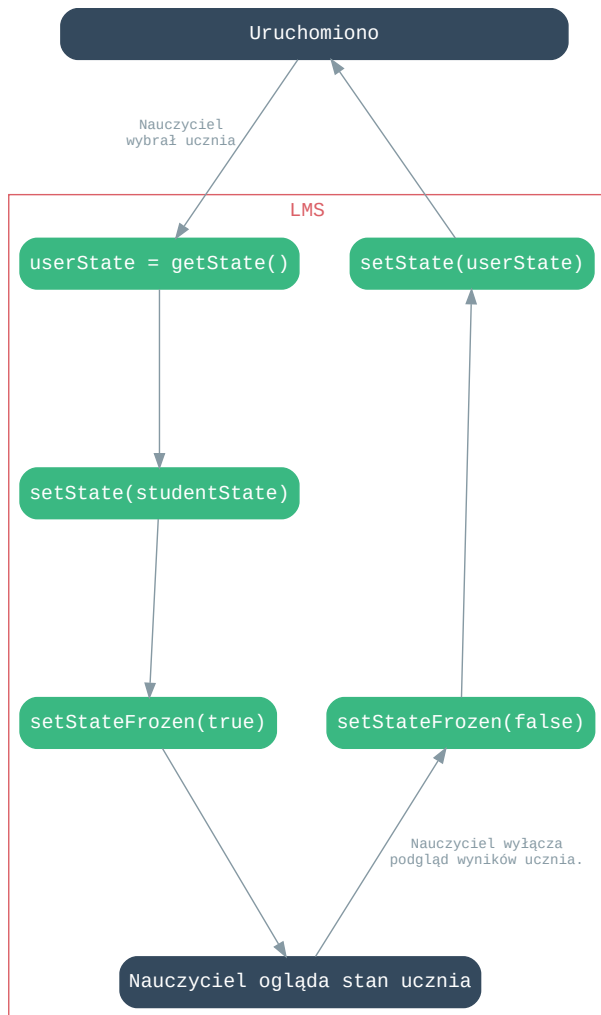 Uruchomiono
Nauczyciel
wybrał ucznia
LMS
userState = getState()
setState(userState)
setState(studentState)
setStateFrozen(true)
setStateFrozen(false)
Nauczyciel wyłącza
podgląd wyników ucznia.
Nauczyciel ogląda stan ucznia